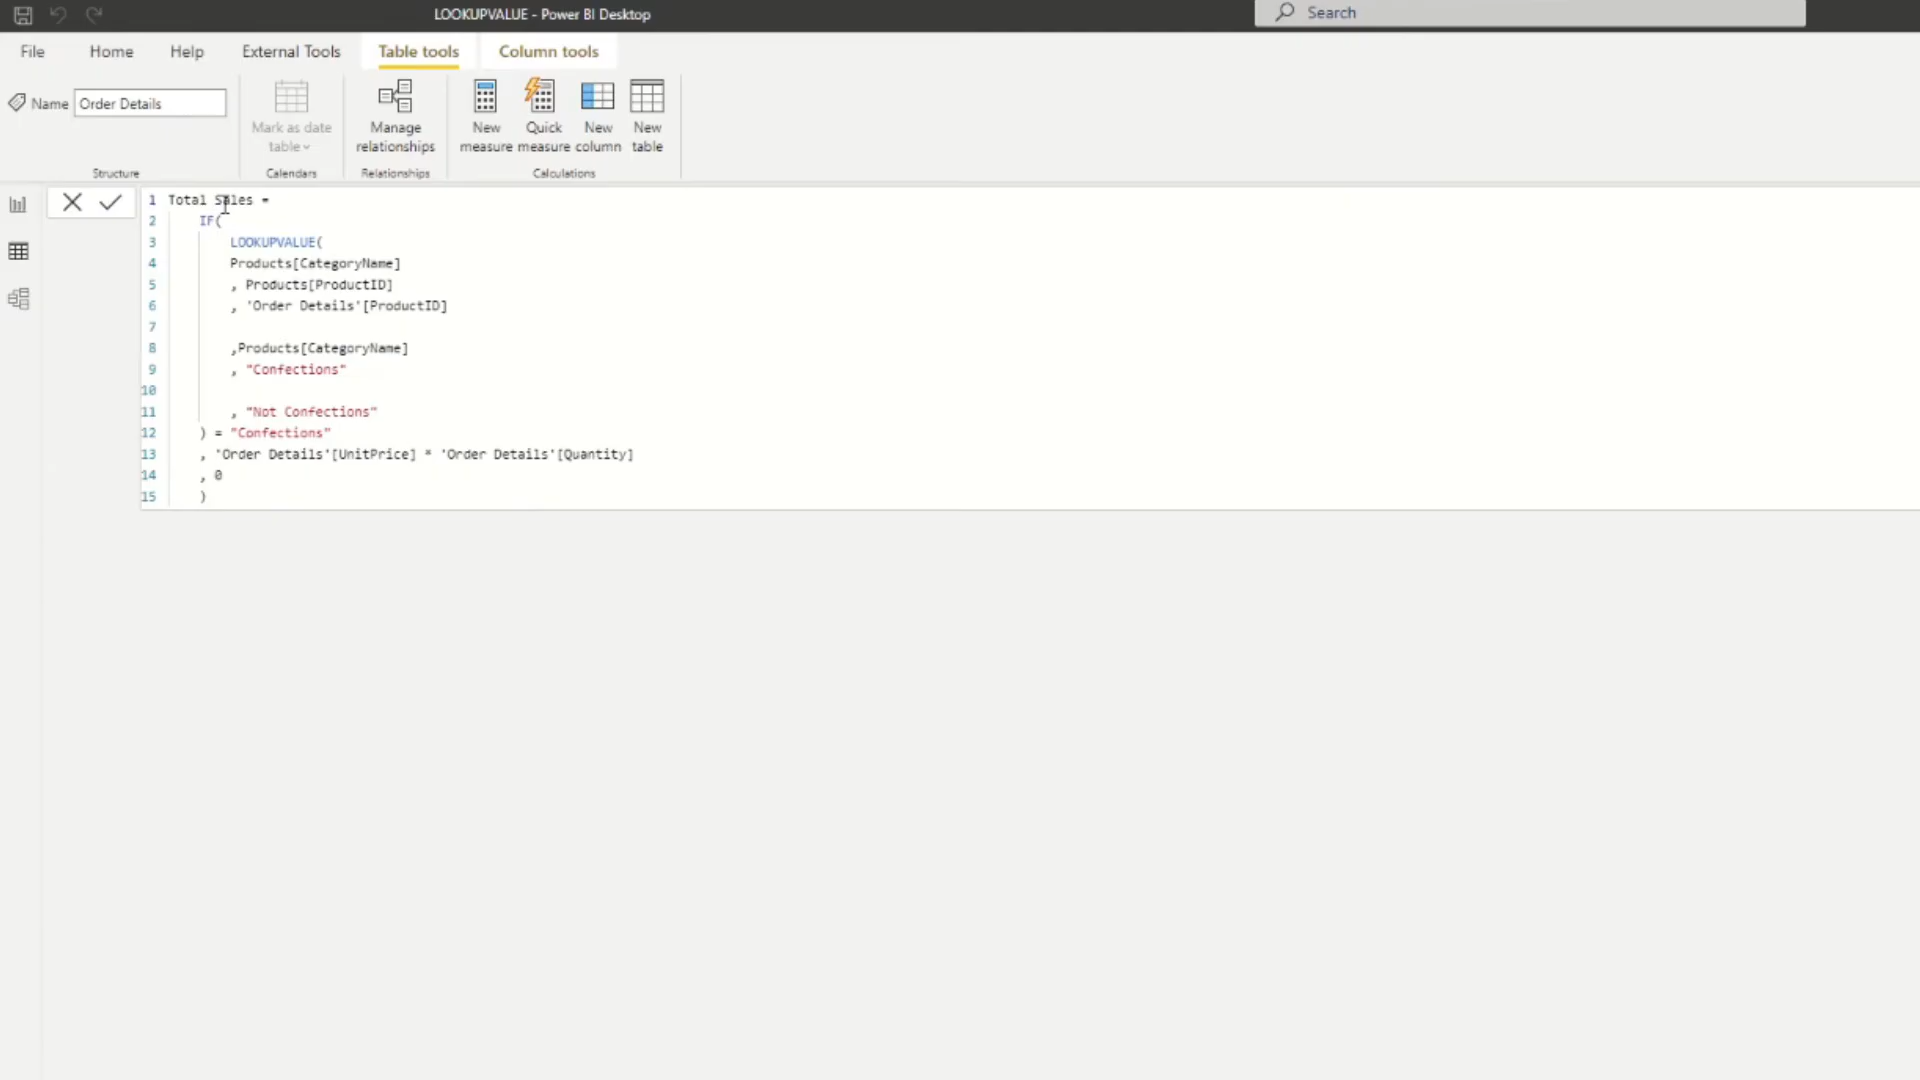 LOOKUPVALUE - Power BI Desktop
Search
File Home Help External Tools Table tools Column tools
Name Order Details
Mark as date table
Manage relationships
New measure
Quick measure
New column
New table
Structure Calendars Relationships Calculations
1 Total Sales =
2 IF(
3 LOOKUPVALUE(
4 Products[CategoryName]
5 , Products[ProductID]
6 , 'Order Details'[ProductID]
7
8 ,Products[CategoryName]
9 , "Confections"
10
11 , "Not Confections"
12 ) = "Confections"
13 , 'Order Details'[UnitPrice] * 'Order Details'[Quantity]
14 , 0
15 )